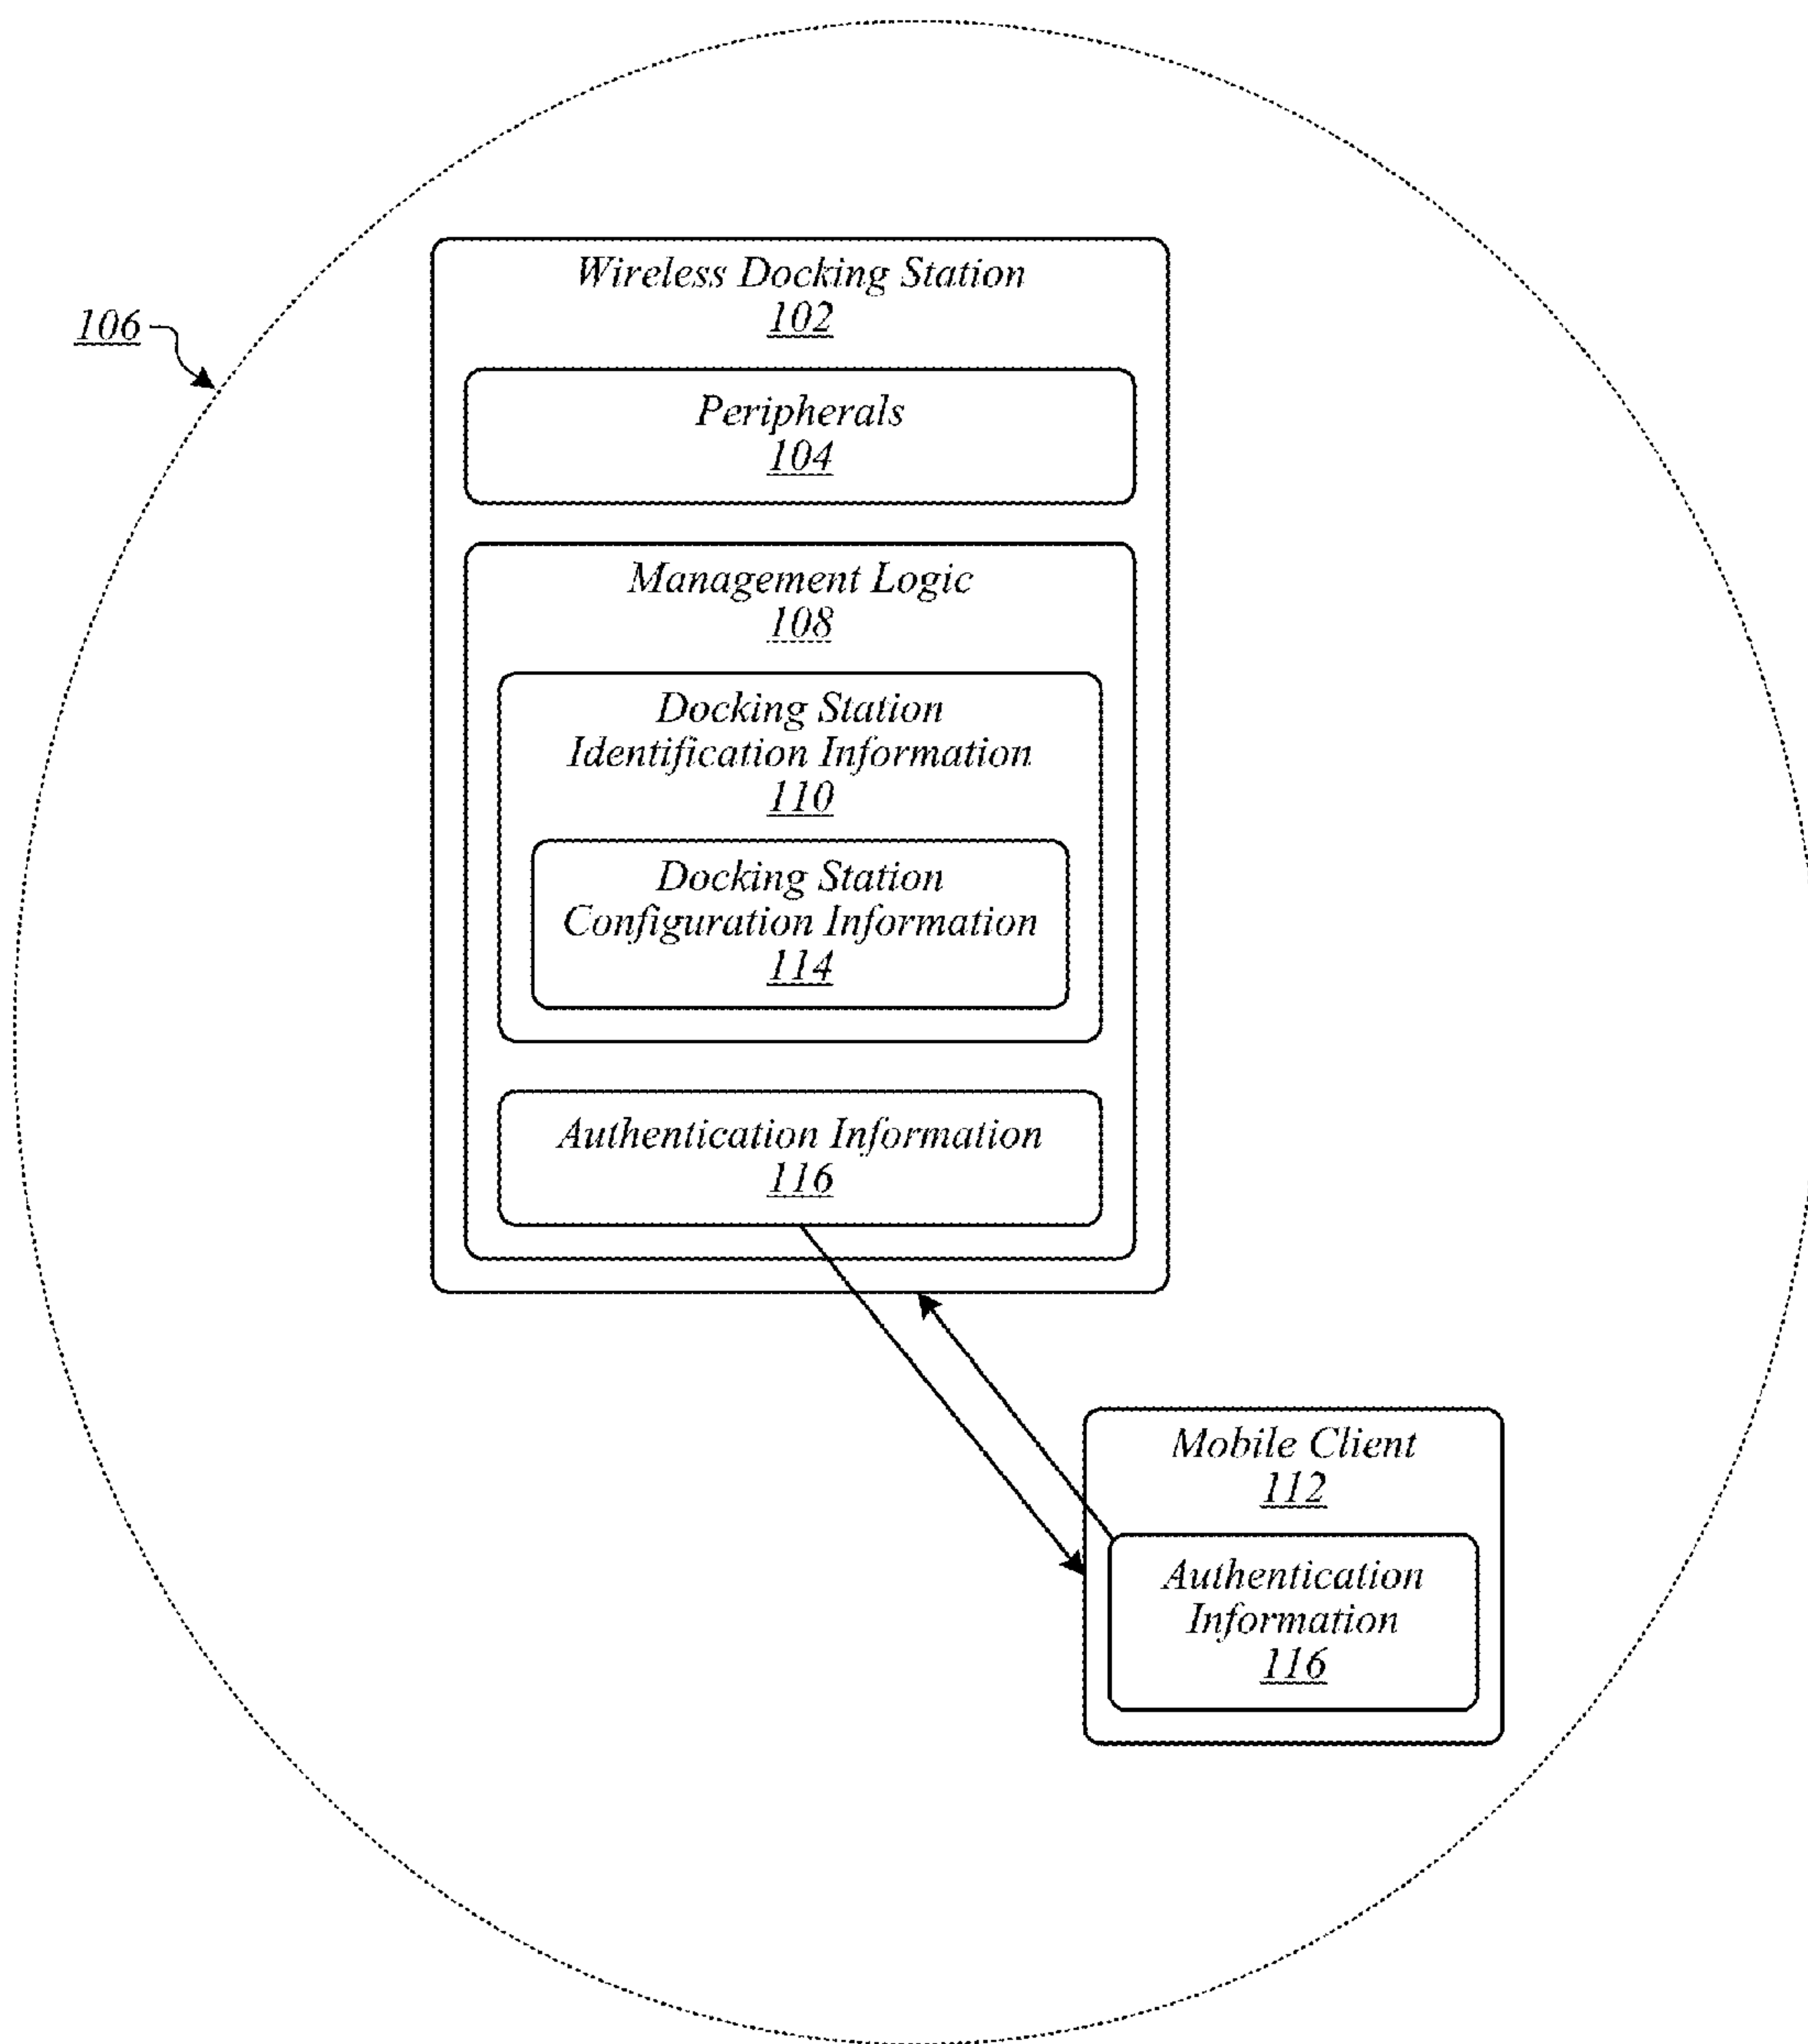 106
Wireless Docking Station
102
Peripherals
104
Management Logic
108
Docking Station
Identification Information
110
Docking Station
Configuration Information
114
Authentication Information
116
Mobile Client
112
Authentication
Information
116